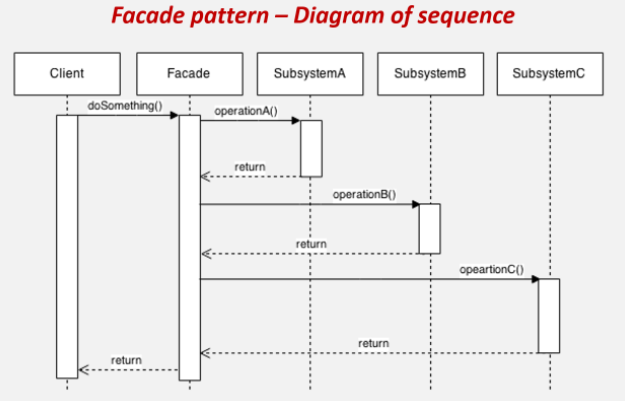 Facade pattern – Diagram of sequence
Client
Facade
SubsystemA
SubsystemB
SubsystemC
doSomething()
operationA()
return
operationB()
return
opeartionC()
return
return